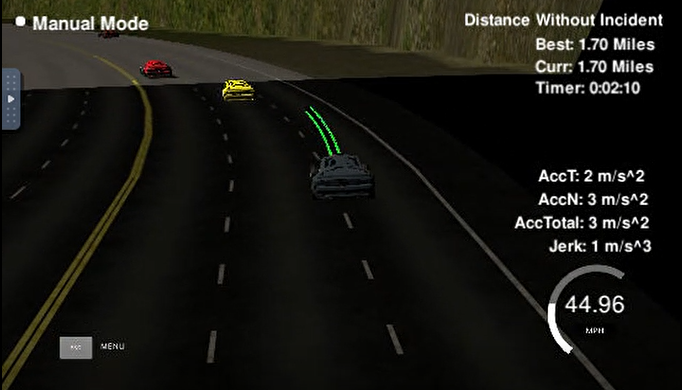 Manual Mode
Distance Without Incident
Best: 1.70 Miles
Curr: 1.70 Miles
Timer: 0:02:10
AccT: 2 m/s^2
AccN: 3 m/s^2
AccTotal: 3 m/s^2
Jerk: 1 m/s^3
44.96
MPH
MENU